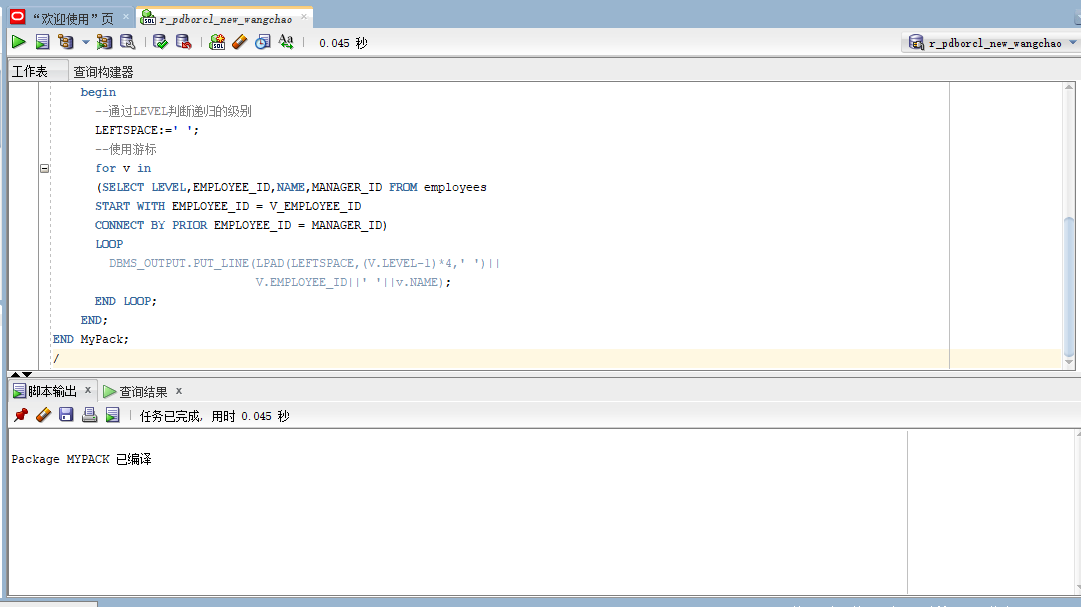 “欢迎使用”页 × r_pdborcl_new_wangchao ×
0.045 秒 r_pdborcl_new_wangchao
工作表 查询构建器
begin
--通过LEVEL判断递归的级别
LEFTSPACE:=' ';
--使用游标
for v in
(SELECT LEVEL,EMPLOYEE_ID,NAME,MANAGER_ID FROM employees
START WITH EMPLOYEE_ID = V_EMPLOYEE_ID
CONNECT BY PRIOR EMPLOYEE_ID = MANAGER_ID)
LOOP
DBMS_OUTPUT.PUT_LINE(LPAD(LEFTSPACE,(V.LEVEL-1)*4,' ')||
V.EMPLOYEE_ID||' '||v.NAME);
END LOOP;
END;
END MyPack;
/
脚本输出 × 查询结果 ×
任务已完成, 用时 0.045 秒
Package MYPACK 已编译